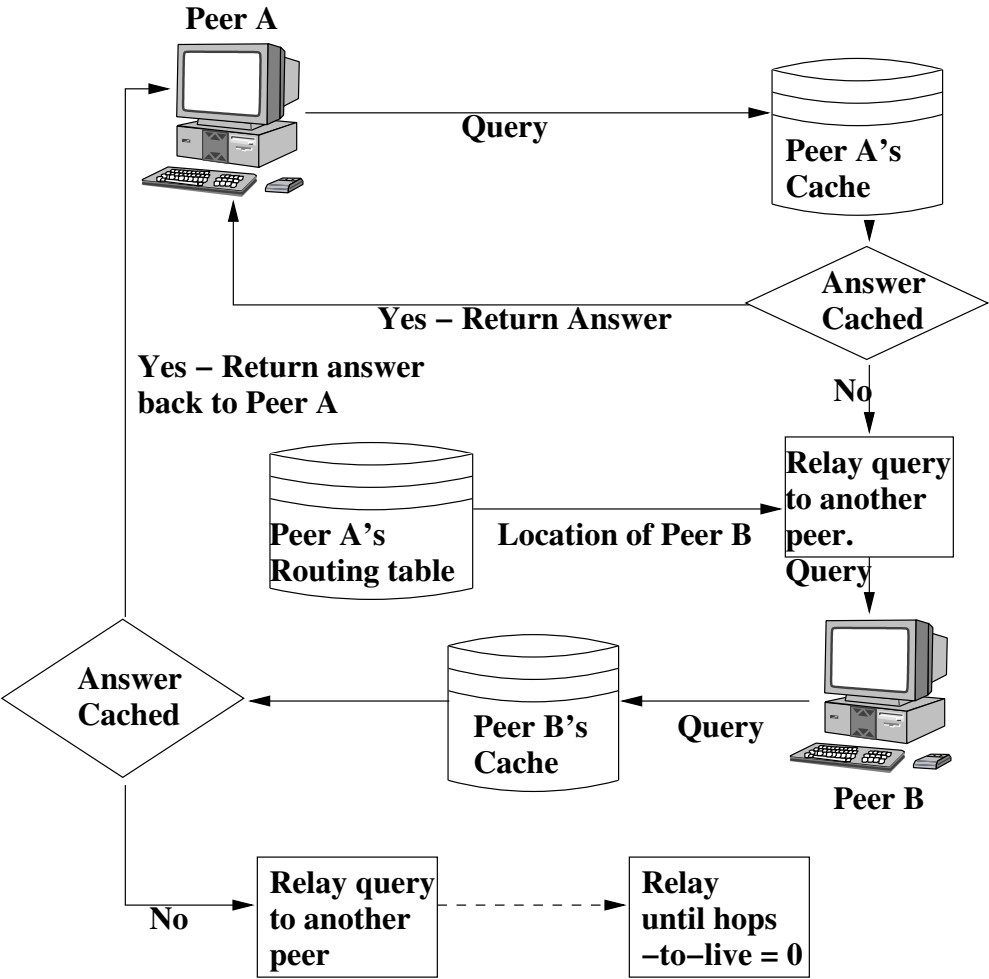 Peer A
Query
Peer A's
Cache
Answer
Cached
Yes – Return Answer
Yes – Return answer
back to Peer A
No
Relay query
to another
peer.
Query
Peer A's
Routing table
Location of Peer B
Answer
Cached
Peer B's
Cache
Query
Peer B
No
Relay query
to another
peer
Relay
until hops
–to–live = 0